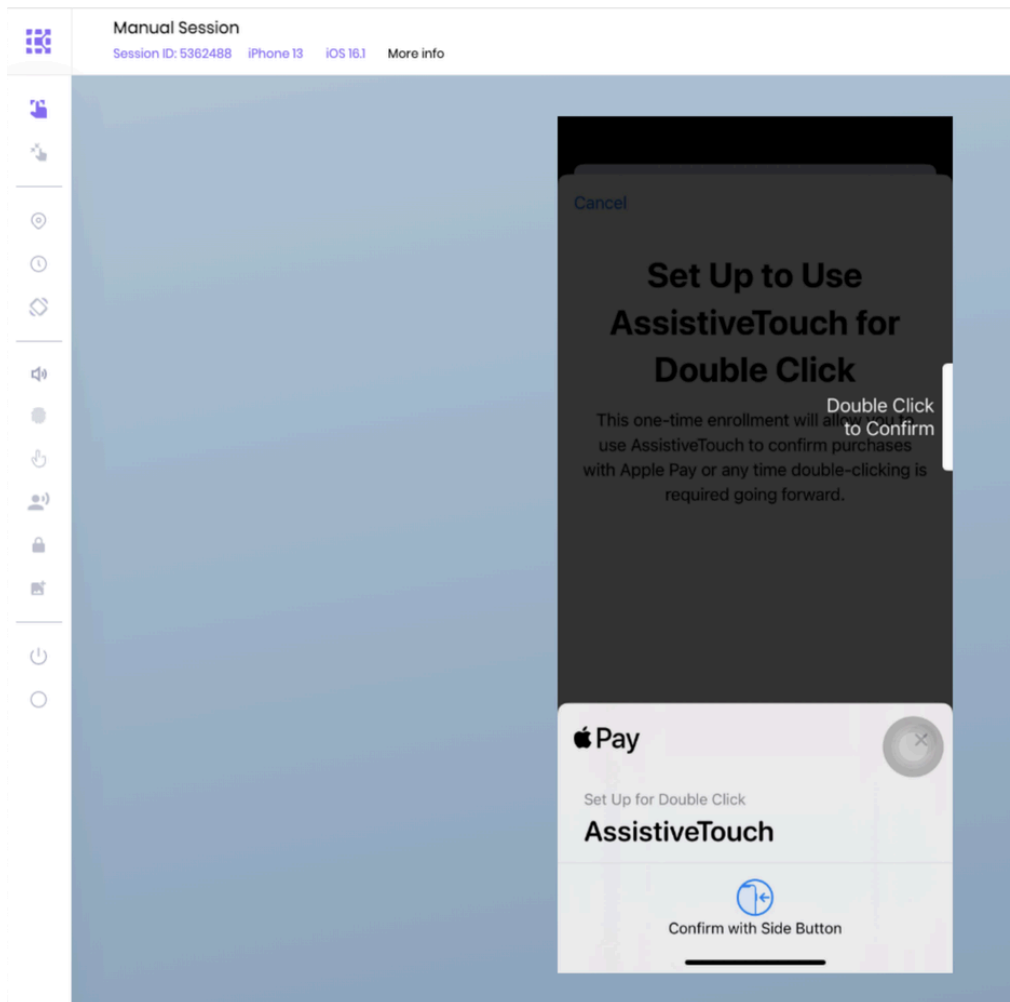 Manual Session
Session ID: 5362488 iPhone 13 iOS 16.1 More info
Cancel
Set Up to Use
AssistiveTouch for
Double Click
Double Click
to Confirm
This one-time enrollment will allow you to
use AssistiveTouch to confirm purchases
with Apple Pay or any time double-clicking is
required going forward.
Pay
Set Up for Double Click
AssistiveTouch
Confirm with Side Button